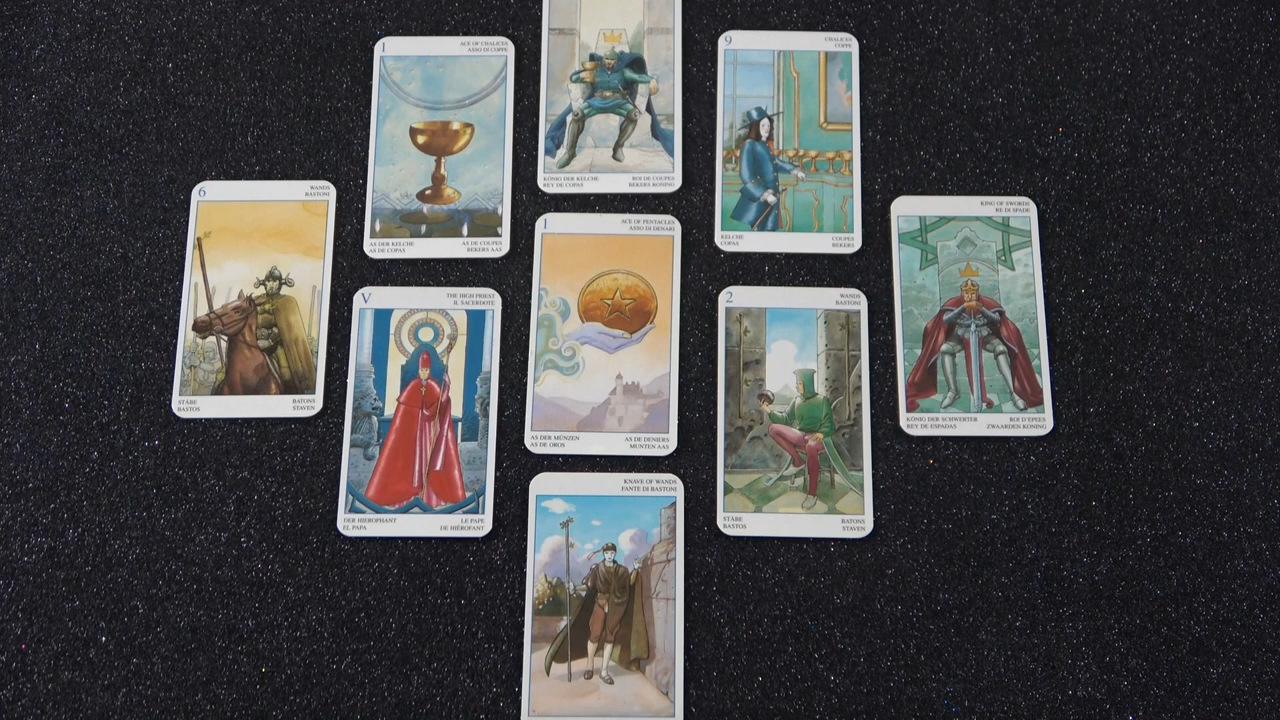 1
ACE OF CHALICES
ASSO DI COPPE
AS DER KELCHE
AS DE COPAS
AS DE COUPES
BEKERS AAS
KÖNIG DER KELCHE
REY DE COPAS
ROI DE COUPES
BEKERS KONING
9
CHALICES
COPPE
KELCHE
COPAS
COUPES
BEKERS
6
WANDS
BASTONI
STÄBE
BASTOS
BATONS
STAVEN
V
THE HIGH PRIEST
IL SACERDOTE
DER HIEROPHANT
EL PAPA
LE PAPE
DE HIËROFANT
1
ACE OF PENTACLES
ASSO DI DENARI
AS DER MÜNZEN
AS DE OROS
AS DE DENIERS
MUNTEN AAS
2
WANDS
BASTONI
STÄBE
BASTOS
BATONS
STAVEN
KING OF SWORDS
RE DI SPADE
KÖNIG DER SCHWERTER
REY DE ESPADAS
ROI D'EPEES
ZWAARDEN KONING
KNAVE OF WANDS
FANTE DI BASTONI